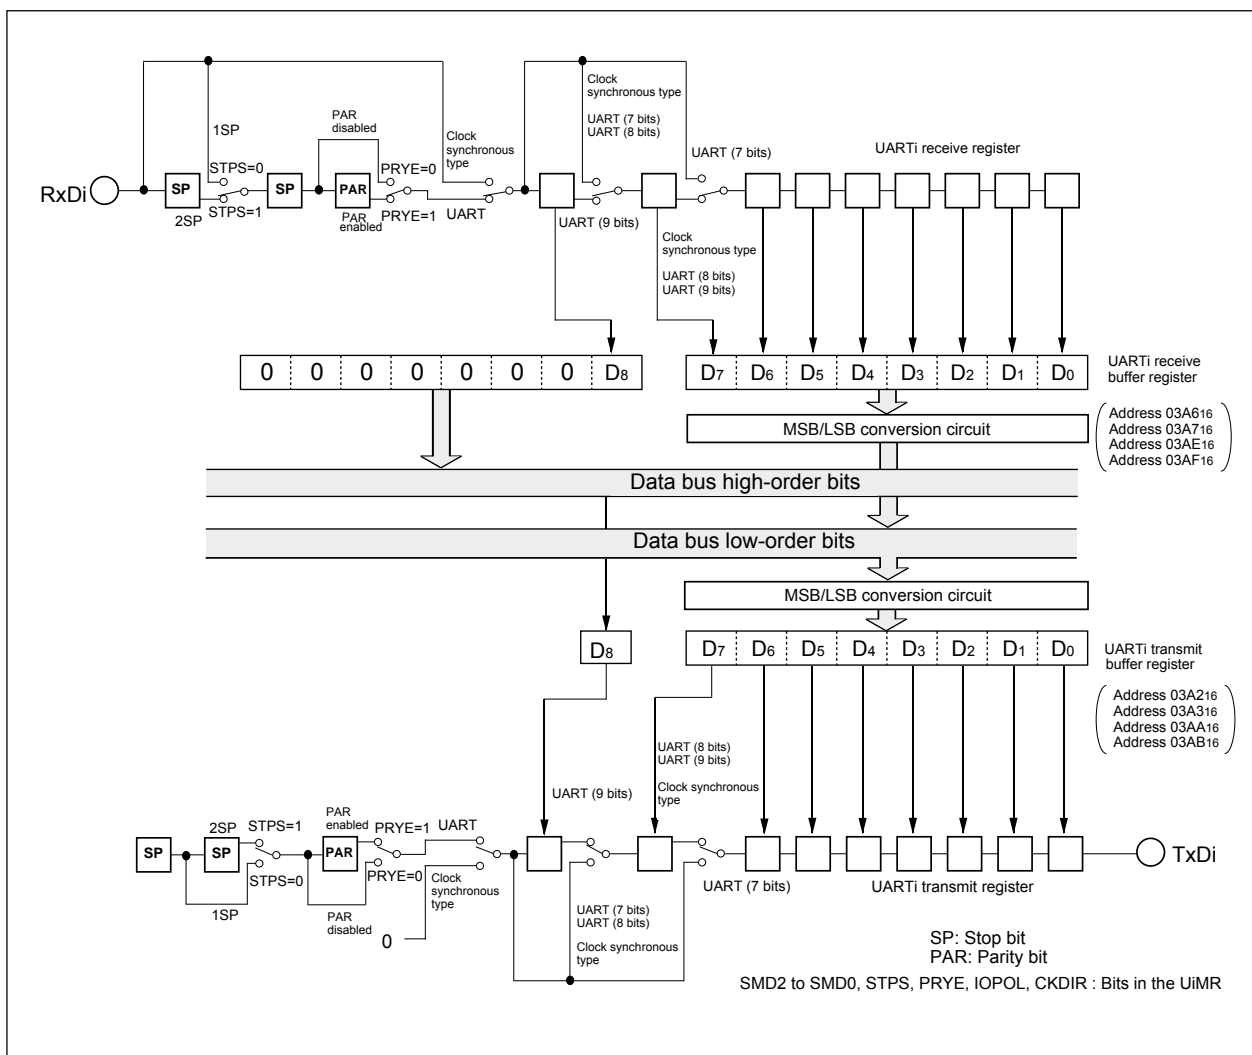 Clock
synchronous type
UART (7 bits)
UART (8 bits)
PAR
disabled
1SP
Clock
synchronous
type
UART (7 bits)
UARTi receive register
STPS=0
PRYE=0
RxDi
SP
SP
PAR
STPS=1
2SP
PAR
enabled
PRYE=1
UART
UART (9 bits)
Clock
synchronous type
UART (8 bits)
UART (9 bits)
0 0 0 0 0 0 0 D8
D7 D6 D5 D4 D3 D2 D1 D0
UARTi receive
buffer register
MSB/LSB conversion circuit
Address 03A616
Address 03A716
Address 03AE16
Address 03AF16
Data bus high-order bits
Data bus low-order bits
MSB/LSB conversion circuit
D8
D7 D6 D5 D4 D3 D2 D1 D0
UARTi transmit
buffer register
Address 03A216
Address 03A316
Address 03AA16
Address 03AB16
UART (8 bits)
UART (9 bits)
Clock synchronous
type
UART (9 bits)
2SP
STPS=1
PAR
enabled
PRYE=1
UART
SP
SP
PAR
TxDi
STPS=0
PRYE=0
Clock
synchronous
type
UART (7 bits)
UARTi transmit register
1SP
PAR
disabled
0
UART (7 bits)
UART (8 bits)
Clock synchronous
type
SP: Stop bit
PAR: Parity bit
SMD2 to SMD0, STPS, PRYE, IOPOL, CKDIR : Bits in the UiMR